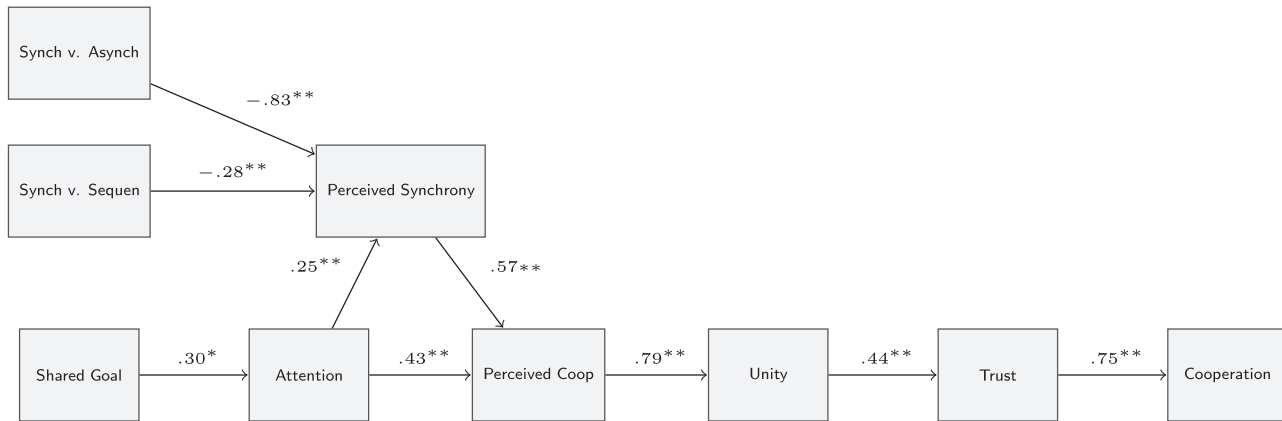 Synch v. Asynch
−.83**
Synch v. Sequen
−.28**
Perceived Synchrony
.25**
.57**
Shared Goal
.30*
Attention
.43**
Perceived Coop
.79**
Unity
.44**
Trust
.75**
Cooperation